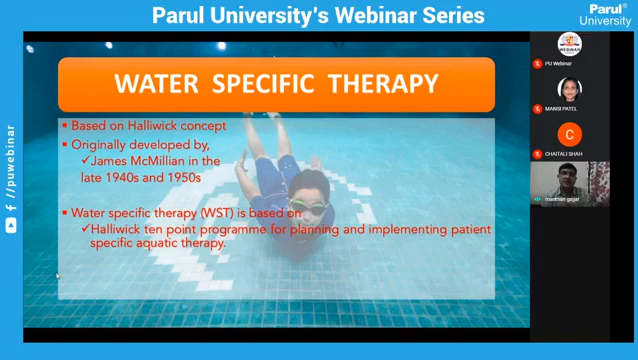 Parul University's Webinar Series
Parul®
University
WATER SPECIFIC THERAPY
Based on Halliwick concept
Originally developed by,
James McMillian in the
late 1940s and 1950s
Water specific therapy (WST) is based on
Halliwick ten point programme for planning and implementing patient
specific aquatic therapy.
PU Webinar
MANSI PATEL
C
CHAITALI SHAH
manthan gajjar
f //puwebinar